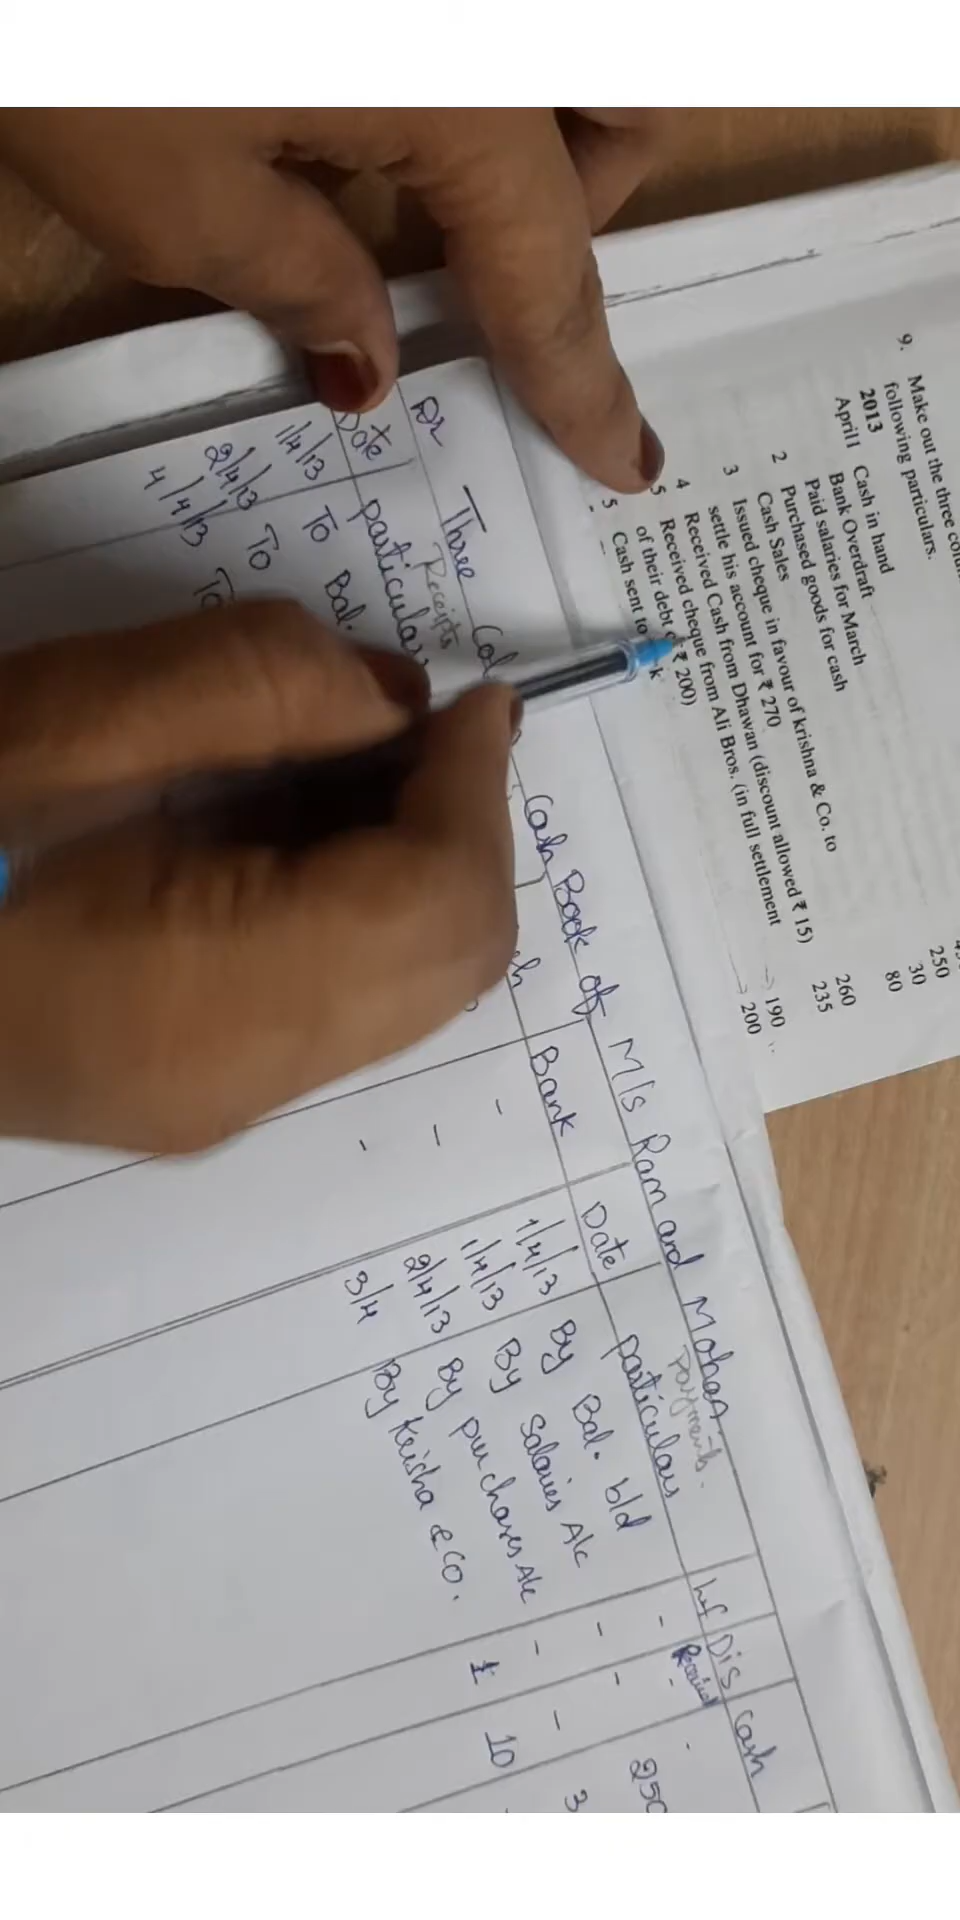 9. Make out the three
following particulars.
2013
April 1 Cash in hand
Bank Overdraft 250
Paid salaries for March 30
Purchased goods for cash 80
2 Cash Sales
3 Issued cheque in favour of krishna & Co. to 260
settle his account for ₹ 270 235
4 Received Cash from Dhawan (discount allowed ₹ 15) 190
5 Received cheque from Ali Bros. (in full settlement 200
of their debt ₹ 200)
5 Cash sent to
Dr Three Cash Book of M/s Ram and Mohan.
Receipts payments.
Date particulars Bank Date particulars L.f Dis Cash
Received
1/4/13 To Bal. - 1/4/13 By Bal. b/d - -
2/4/13 To - 1/4/13 By Salaries A/c - -
4/4/13 - 2/4/13 By purchases A/c - -
3/4 By Krisha & CO. 10